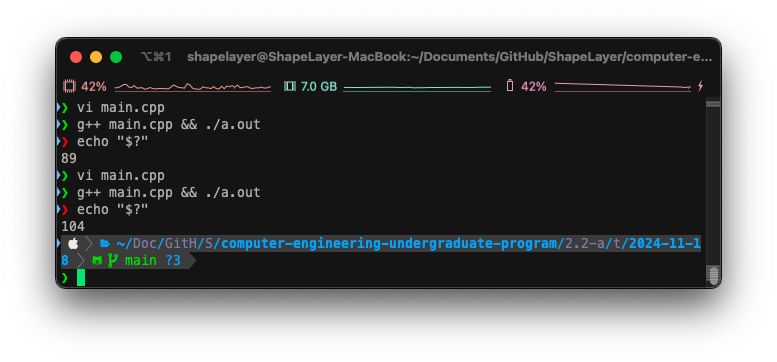 ⌥⌘1 shapelayer@ShapeLayer-MacBook:~/Documents/GitHub/ShapeLayer/computer-e...
42% 7.0 GB 42%
❯ vi main.cpp
❯ g++ main.cpp && ./a.out
❯ echo "$?"
89
❯ vi main.cpp
❯ g++ main.cpp && ./a.out
❯ echo "$?"
104
~/Doc/GitH/S/computer-engineering-undergraduate-program/2.2-a/t/2024-11-1
8 main ?3
❯